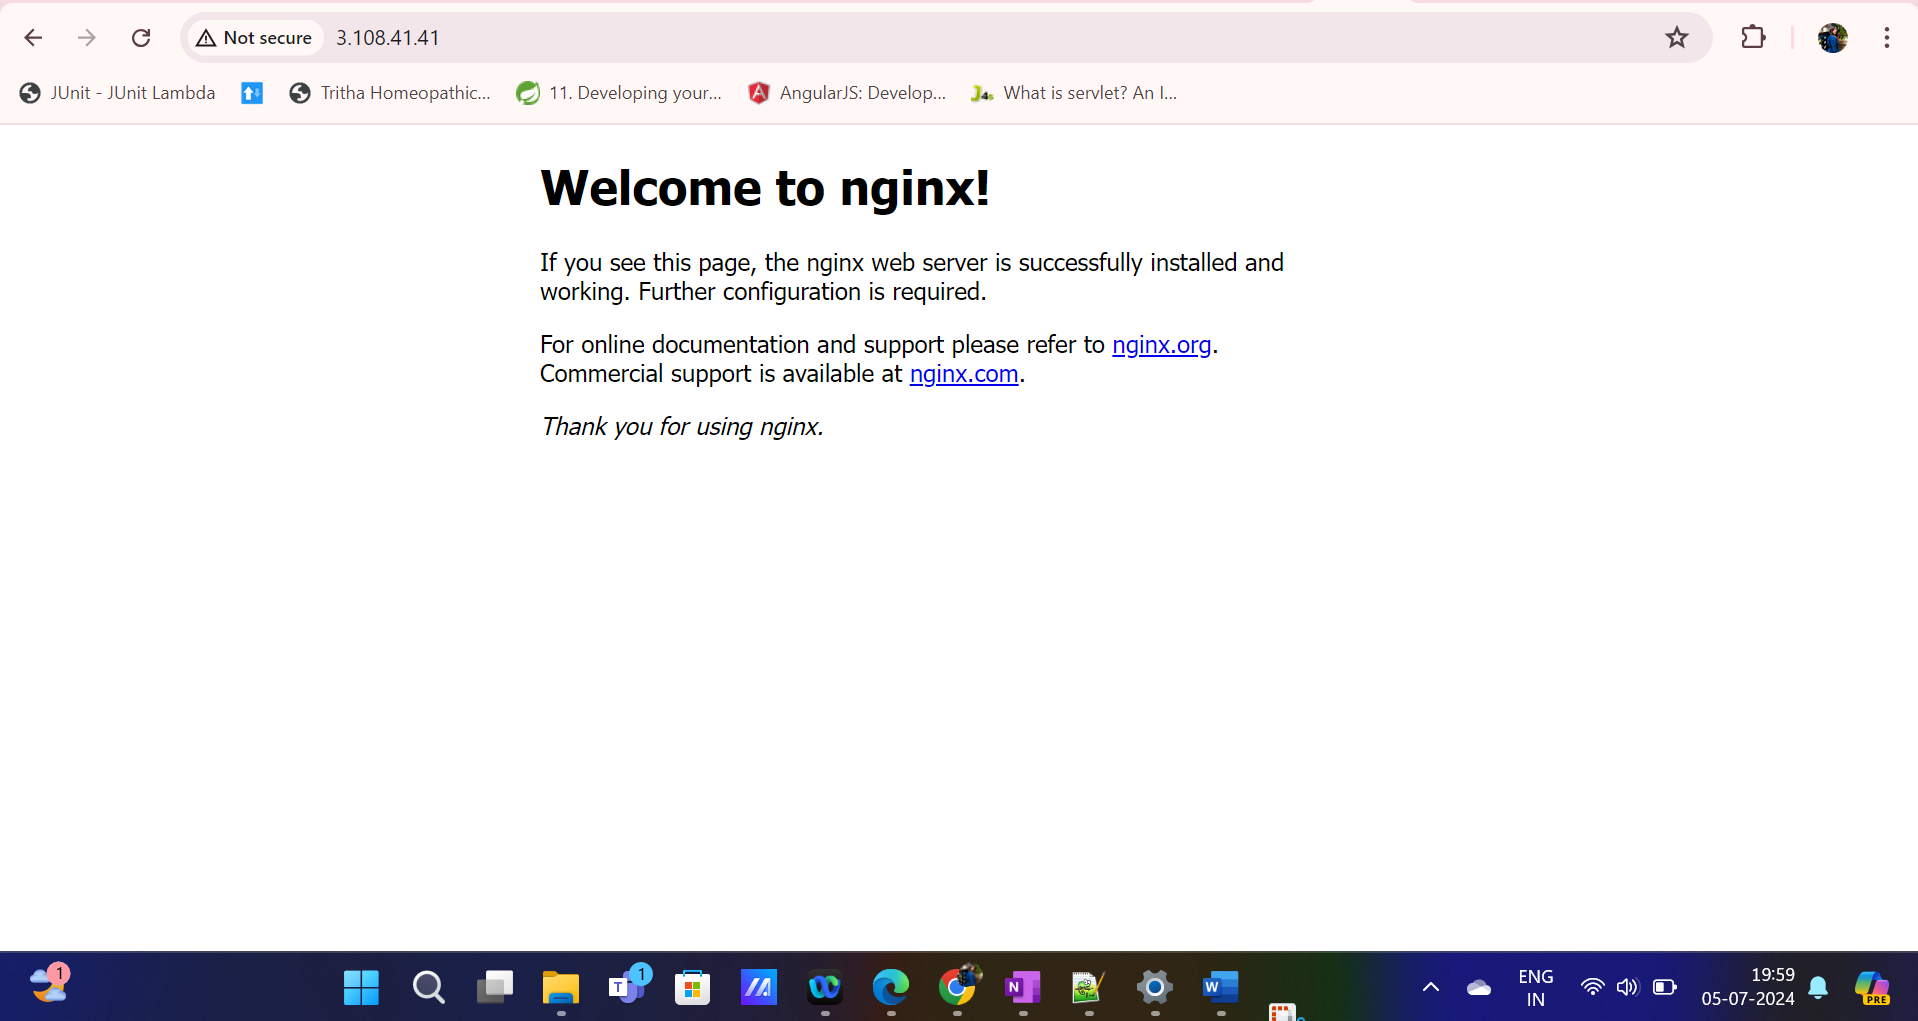 Not secure 3.108.41.41
JUnit - JUnit Lambda Tritha Homeopathic... 11. Developing your... AngularJS: Develop... What is servlet? An I...
Welcome to nginx!
If you see this page, the nginx web server is successfully installed and
working. Further configuration is required.
For online documentation and support please refer to nginx.org.
Commercial support is available at nginx.com.
Thank you for using nginx.
1
T 1
N
W
ENG
IN
19:59
05-07-2024
PRE